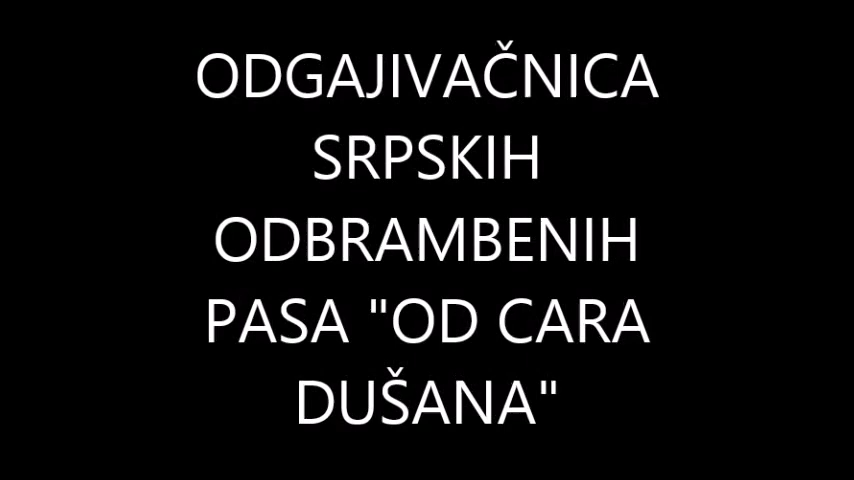 ODGAJIVAČNICA
SRPSKIH
ODBRAMBENIH
PASA "OD CARA
DUŠANA"